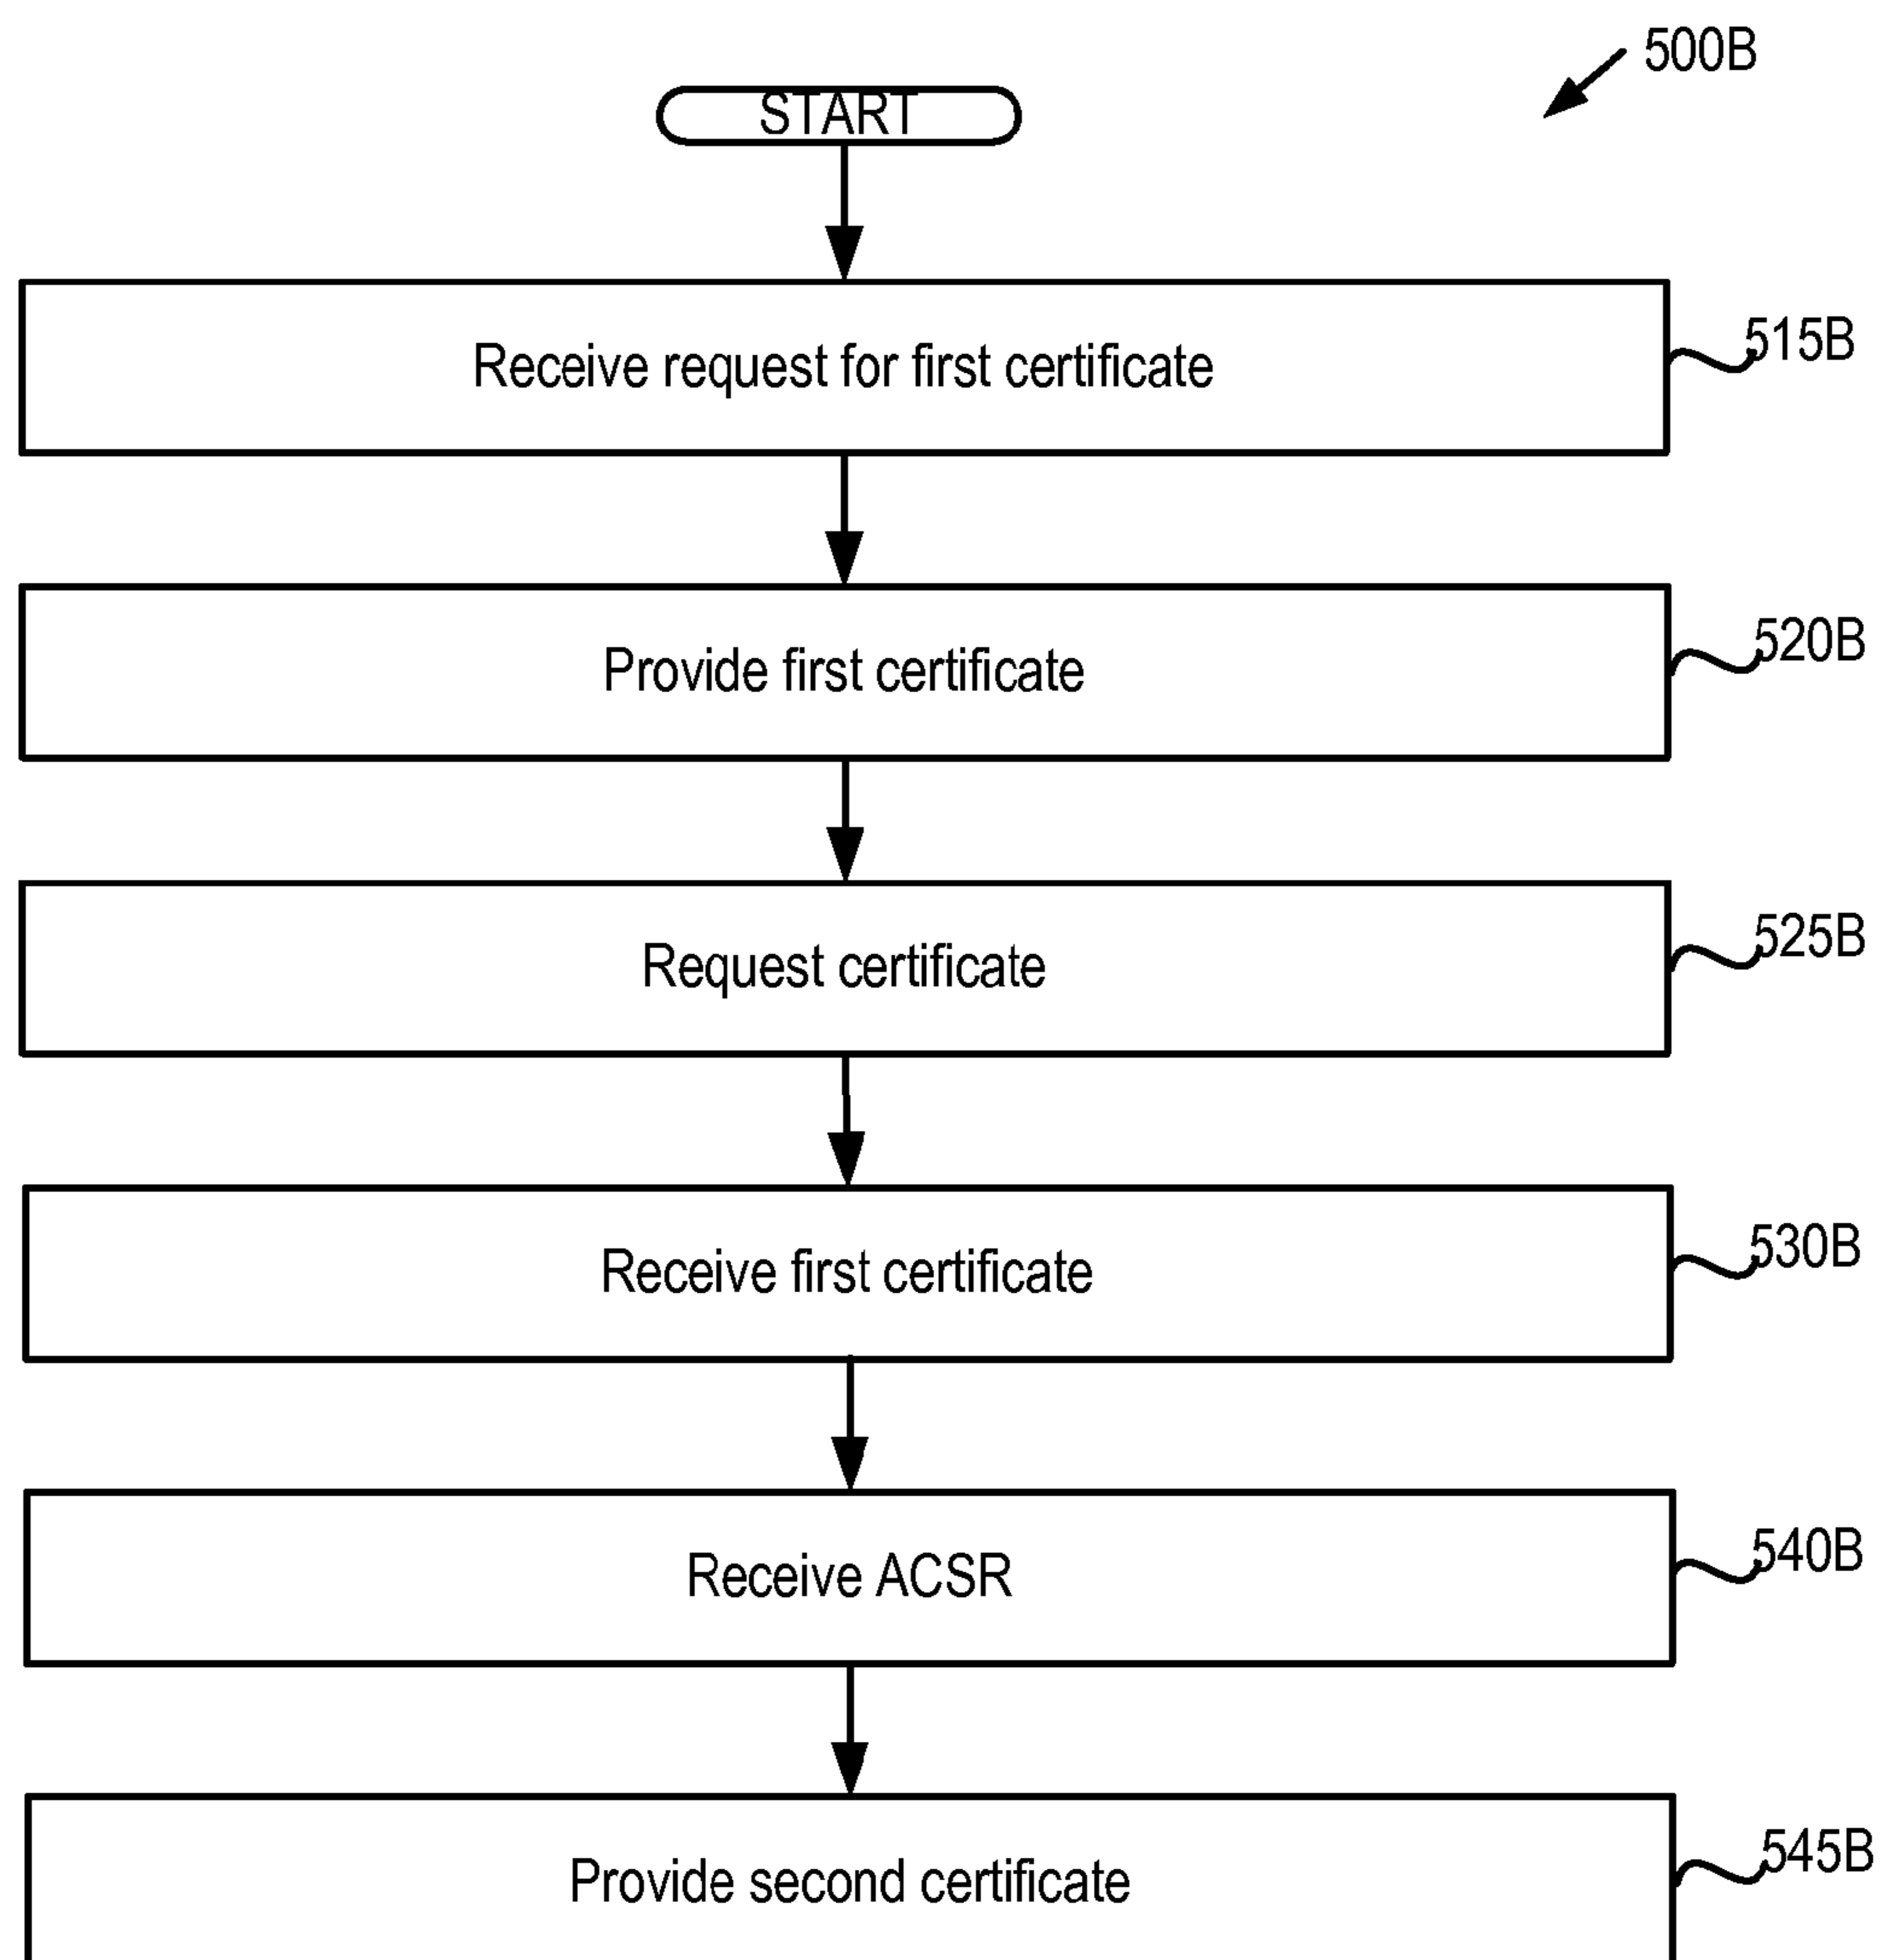 500B
START
Receive request for first certificate
515B
Provide first certificate
520B
Request certificate
525B
Receive first certificate
530B
Receive ACSR
540B
Provide second certificate
545B